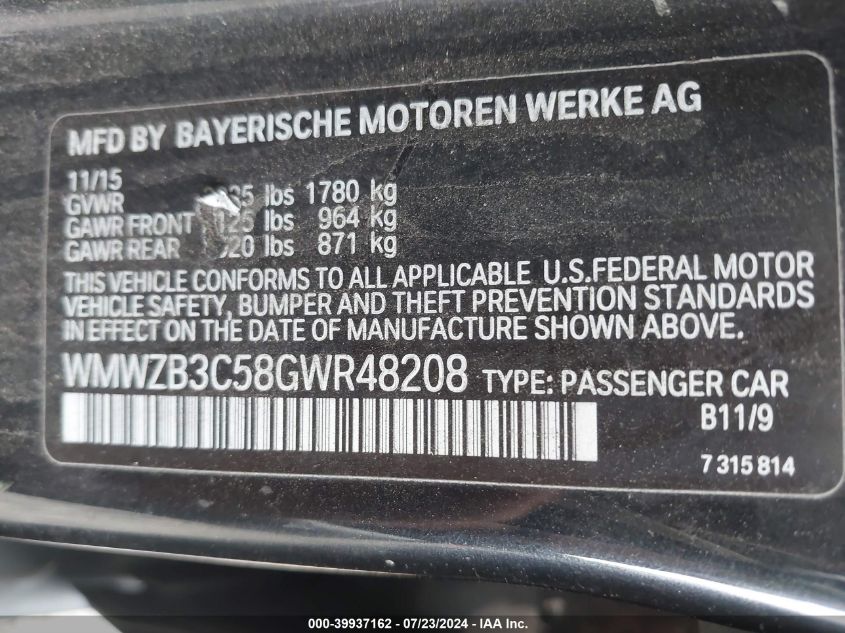 MFD BY BAYERISCHE MOTOREN WERKE AG
11/15
GVWR lbs 1780 kg
GAWR FRONT lbs 964 kg
GAWR REAR lbs 871 kg
THIS VEHICLE CONFORMS TO ALL APPLICABLE U.S.FEDERAL MOTOR
VEHICLE SAFETY, BUMPER AND THEFT PREVENTION STANDARDS
IN EFFECT ON THE DATE OF MANUFACTURE SHOWN ABOVE.
WMWZB3C58GWR48208 TYPE: PASSENGER CAR
B11/9
7 315 814
000-39937162 - 07/23/2024 - IAA Inc.